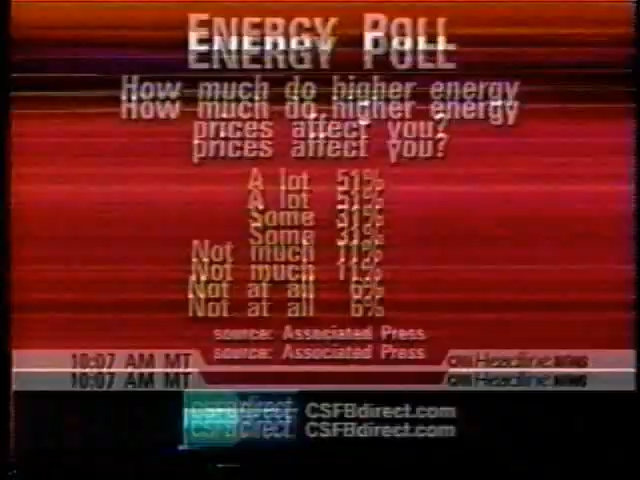 ENERGY POLL
How much do higher energy
prices affect you?
A lot 51%
Some 31%
Not much 11%
Not at all 6%
source: Associated Press
10:07 AM MT CNN Headline NEWS
CSFBdirect. CSFBdirect.com